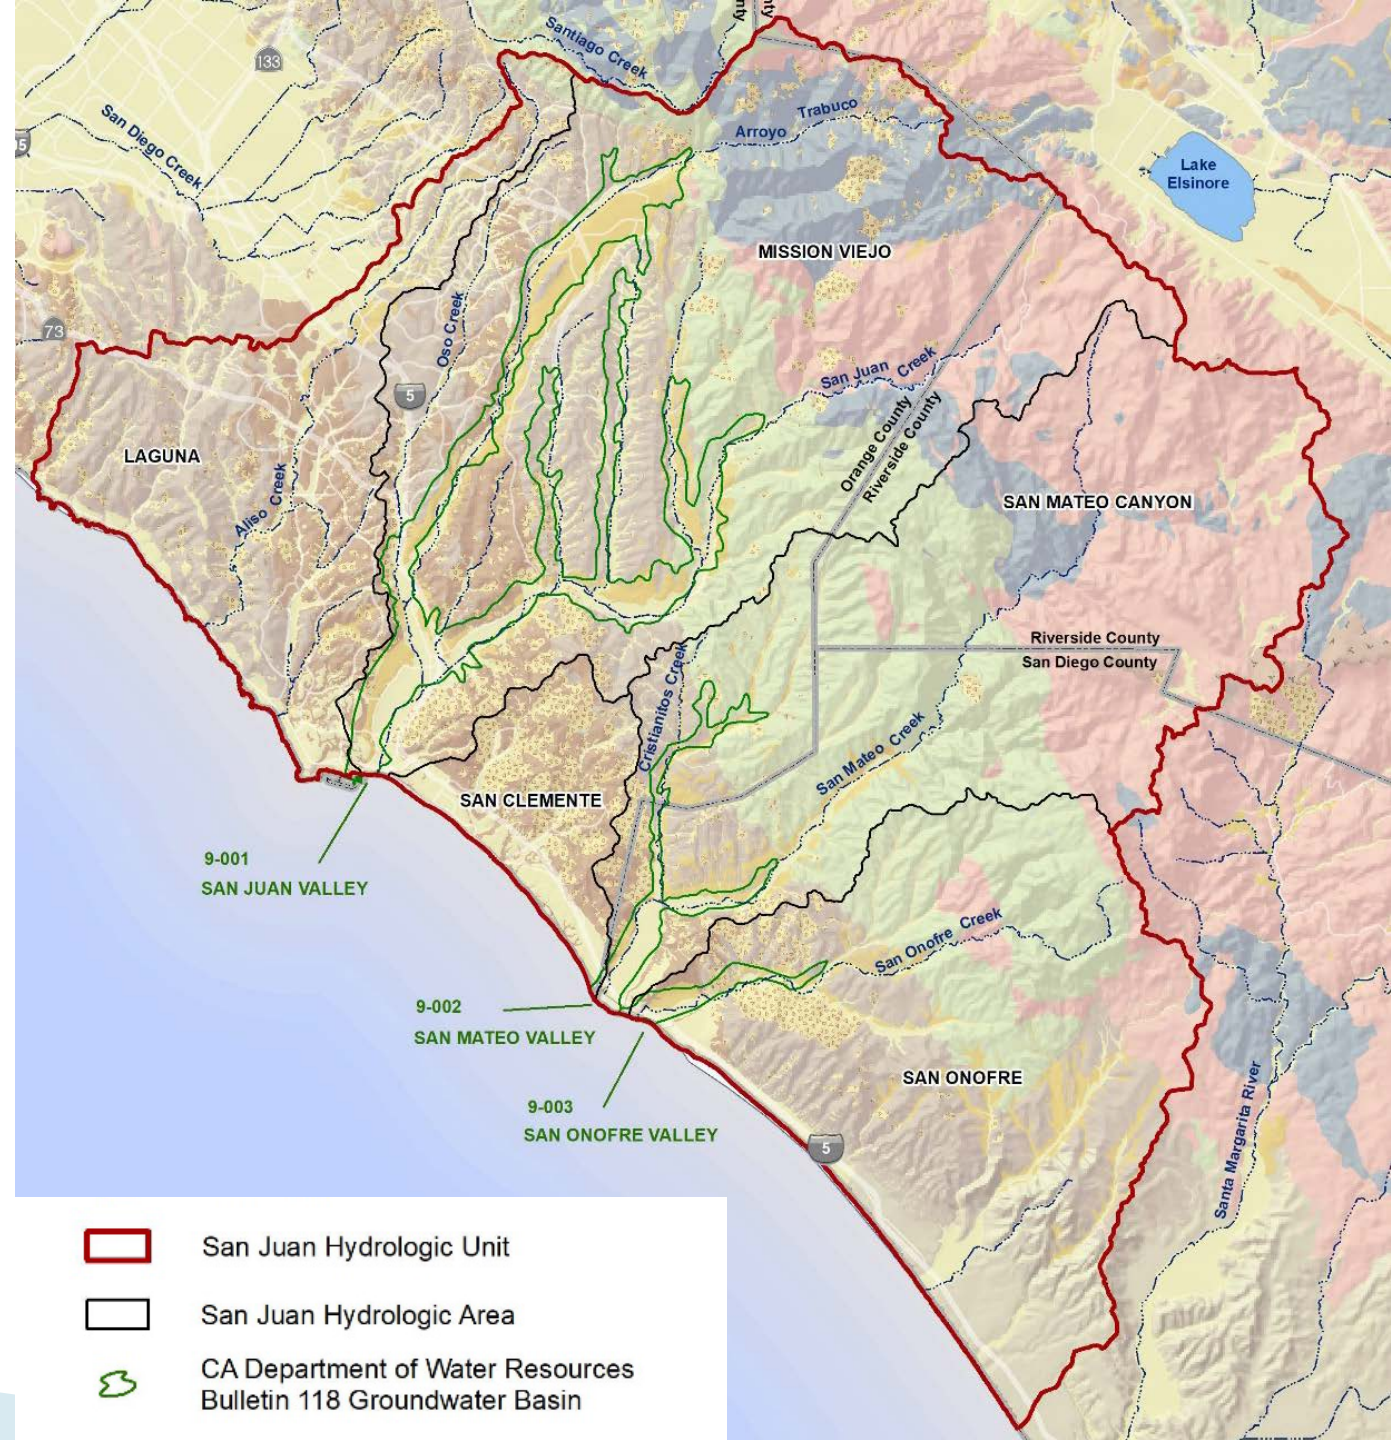 nty
nty
Santiago Creek
133
San Diego Creek
5
Trabuco
Arroyo
Lake
Elsinore
MISSION VIEJO
Oso Creek
73
5
San Juan Creek
Orange County
Riverside County
LAGUNA
Aliso Creek
SAN MATEO CANYON
Riverside County
San Diego County
Cristianitos Creek
San Mateo Creek
SAN CLEMENTE
9-001
SAN JUAN VALLEY
San Onofre Creek
9-002
SAN MATEO VALLEY
SAN ONOFRE
9-003
SAN ONOFRE VALLEY
5
Santa Margarita River
San Juan Hydrologic Unit
San Juan Hydrologic Area
CA Department of Water Resources
Bulletin 118 Groundwater Basin